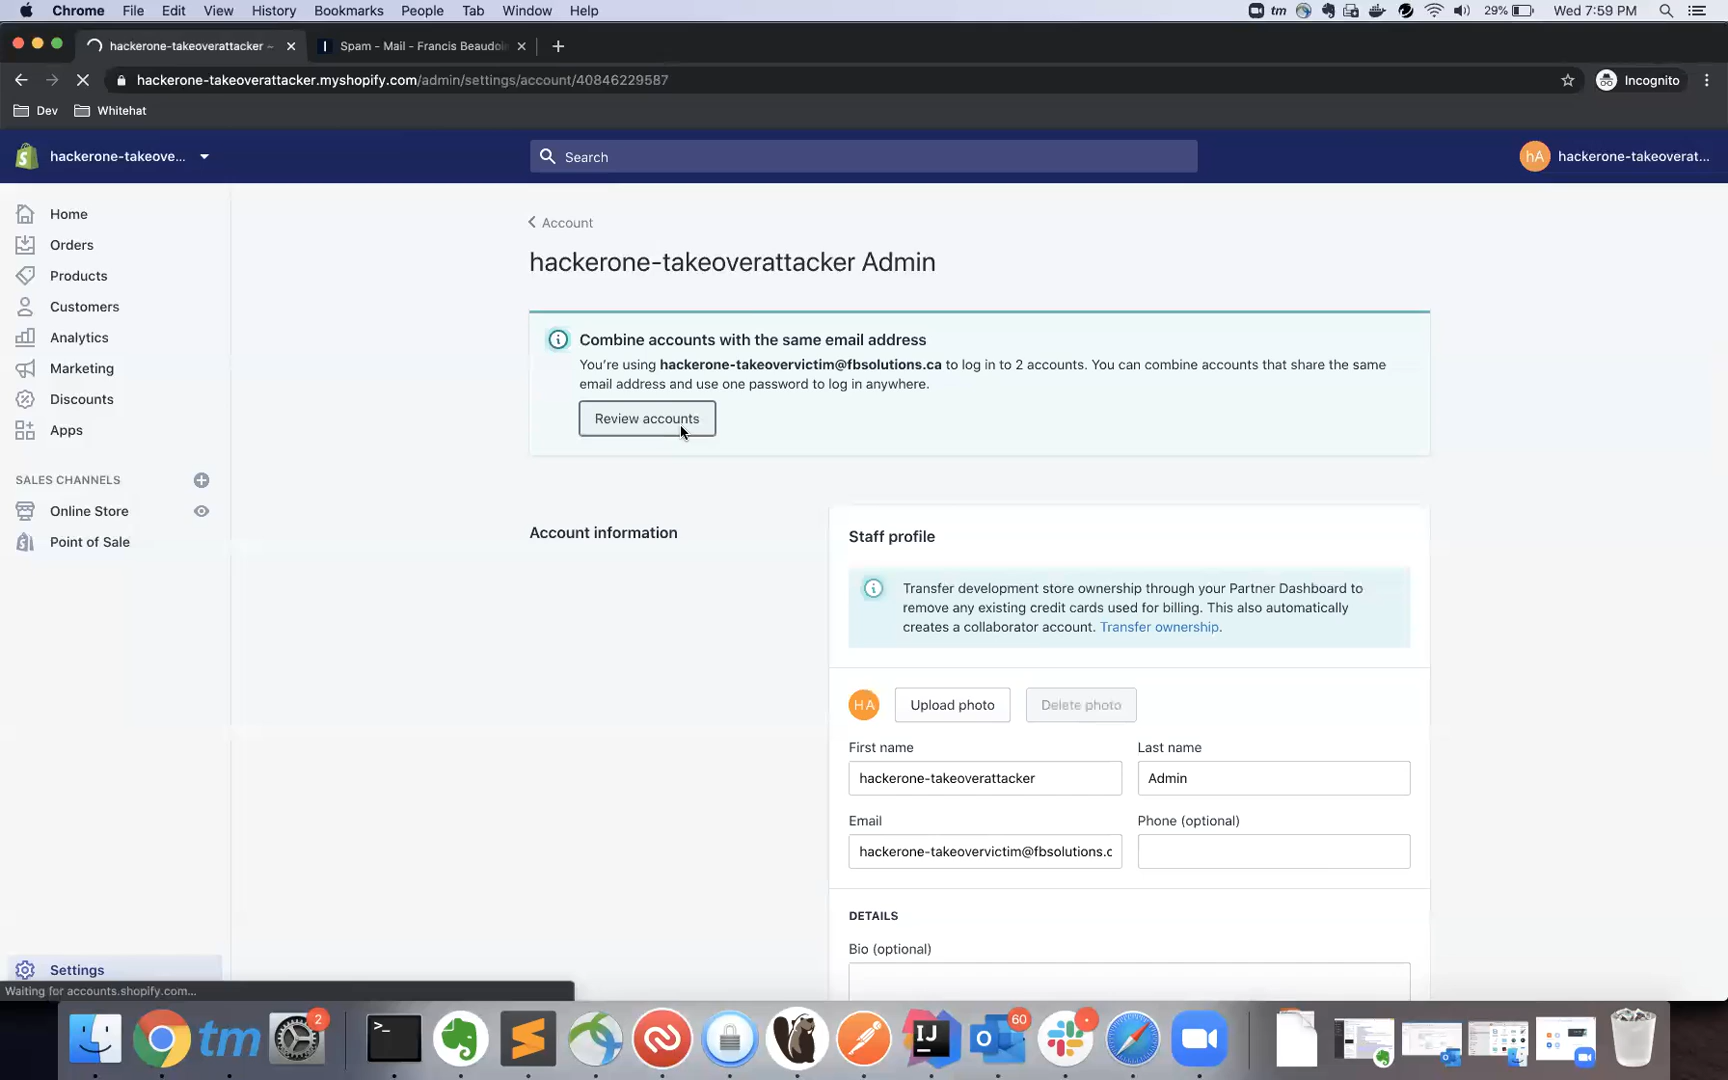 Chrome File Edit View History Bookmarks People Tab Window Help
tm 29% Wed 7:59 PM
hackerone-takeoverattacker ~
Spam - Mail - Francis Beaudoi
hackerone-takeoverattacker.myshopify.com/admin/settings/account/40846229587
Incognito
Dev Whitehat
hackerone-takeove...
Search
hA hackerone-takeoverat...
Home
Orders
Products
Customers
Analytics
Marketing
Discounts
Apps
SALES CHANNELS
Online Store
Point of Sale
Settings
Account
hackerone-takeoverattacker Admin
Combine accounts with the same email address
You’re using hackerone-takeovervictim@fbsolutions.ca to log in to 2 accounts. You can combine accounts that share the same
email address and use one password to log in anywhere.
Review accounts
Account information
Staff profile
Transfer development store ownership through your Partner Dashboard to
remove any existing credit cards used for billing. This also automatically
creates a collaborator account. Transfer ownership.
HA Upload photo Delete photo
First name Last name
hackerone-takeoverattacker Admin
Email Phone (optional)
hackerone-takeovervictim@fbsolutions.c
DETAILS
Bio (optional)
Waiting for accounts.shopify.com...
tm 2 >_ IJ 60